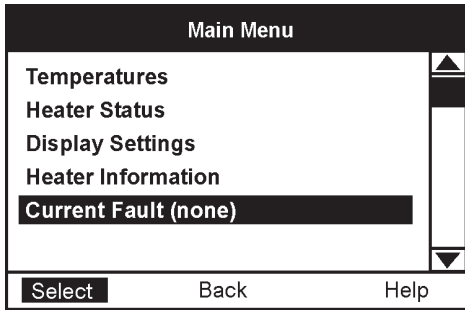 Main Menu
Temperatures
Heater Status
Display Settings
Heater Information
Current Fault (none)
Select Back Help